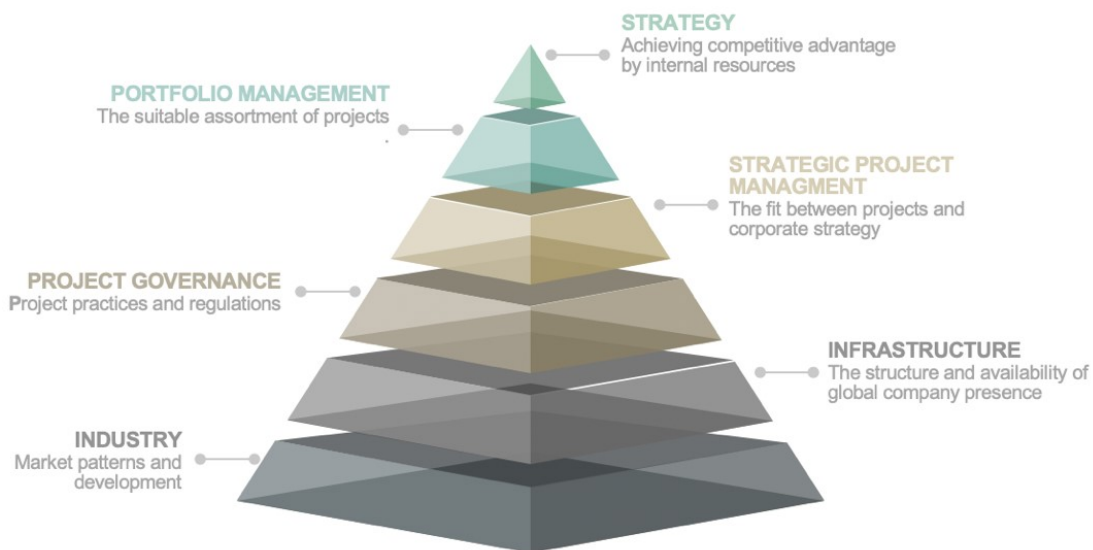 STRATEGY
Achieving competitive advantage
by internal resources
PORTFOLIO MANAGEMENT
The suitable assortment of projects
.
STRATEGIC PROJECT
MANAGMENT
The fit between projects and
corporate strategy
PROJECT GOVERNANCE
Project practices and regulations
INFRASTRUCTURE
The structure and availability of
global company presence
INDUSTRY
Market patterns and
development